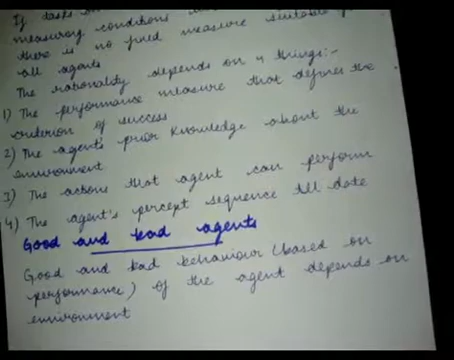 If tasks on
measuring conditions
there is no fixed measure suitable for
all agents
The rationality depends on 4 things:-
1) The performance measure that defines the
criterion of success
2) The agent's prior knowledge about the
environment
3) The actions that agent can perform
4) The agent's percept sequence till date
Good and bad agents
Good and bad behaviour (based on
performance) of the agent depends on
environment